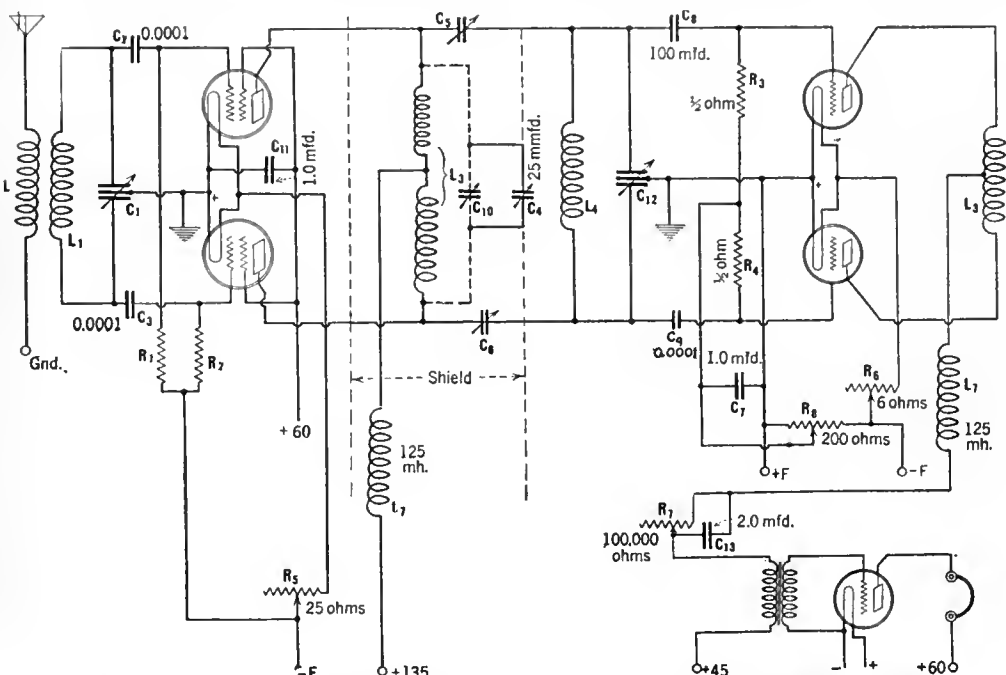 C2
0.0001
C5
C8
100 mfd.
R3
½ ohm
C11
1.0 mfd.
L
L1
C1
L3
C10
25 mmfd.
C4
L4
C12
L3
½ ohm
R4
0.0001
C3
C6
C9
0.0001
Gnd.
R1
R2
Shield
1.0 mfd.
C7
R6
6 ohms
L7
125 mh.
R8
200 ohms
+60
125
mh.
L7
+F
-F
R7
2.0 mfd.
100,000
ohms
C13
R5
25 ohms
-F
+135
+45
-
+
+60